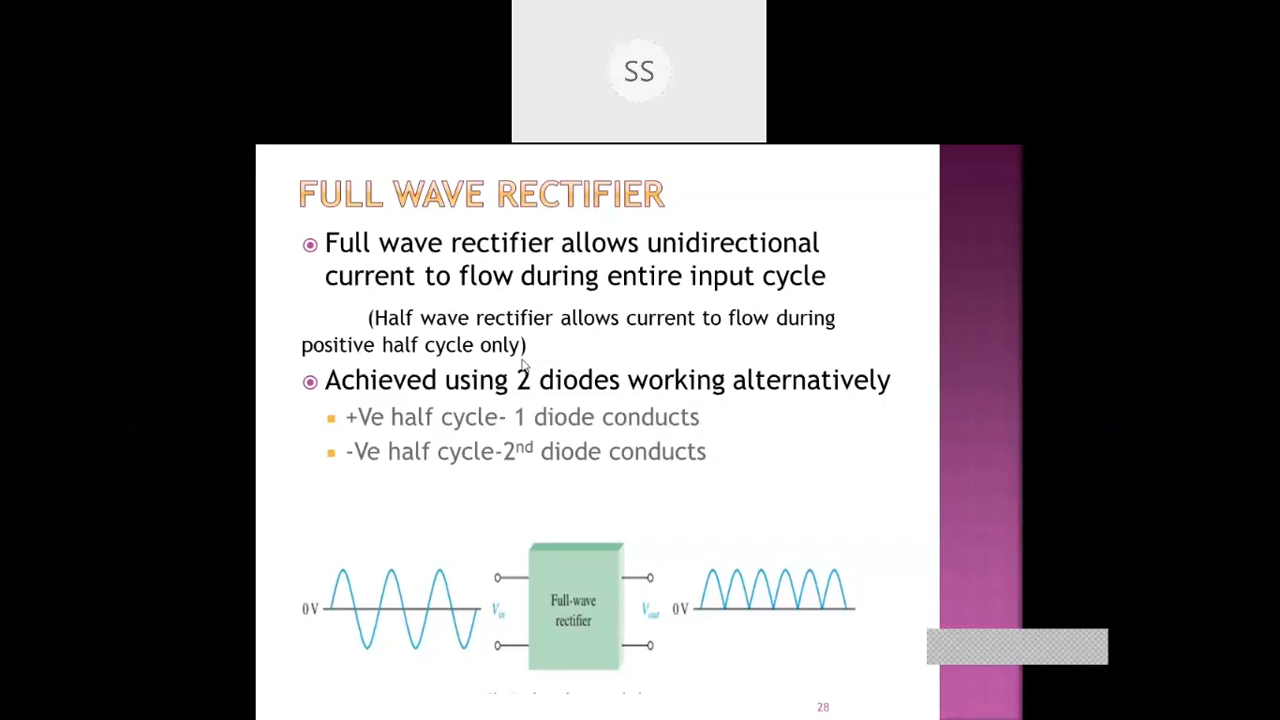 SS
FULL WAVE RECTIFIER
Full wave rectifier allows unidirectional
current to flow during entire input cycle
(Half wave rectifier allows current to flow during
positive half cycle only)
Achieved using 2 diodes working alternatively
+Ve half cycle- 1 diode conducts
-Ve half cycle-2nd diode conducts
0 V
Vin
Full-wave
rectifier
Vout
0 V
28